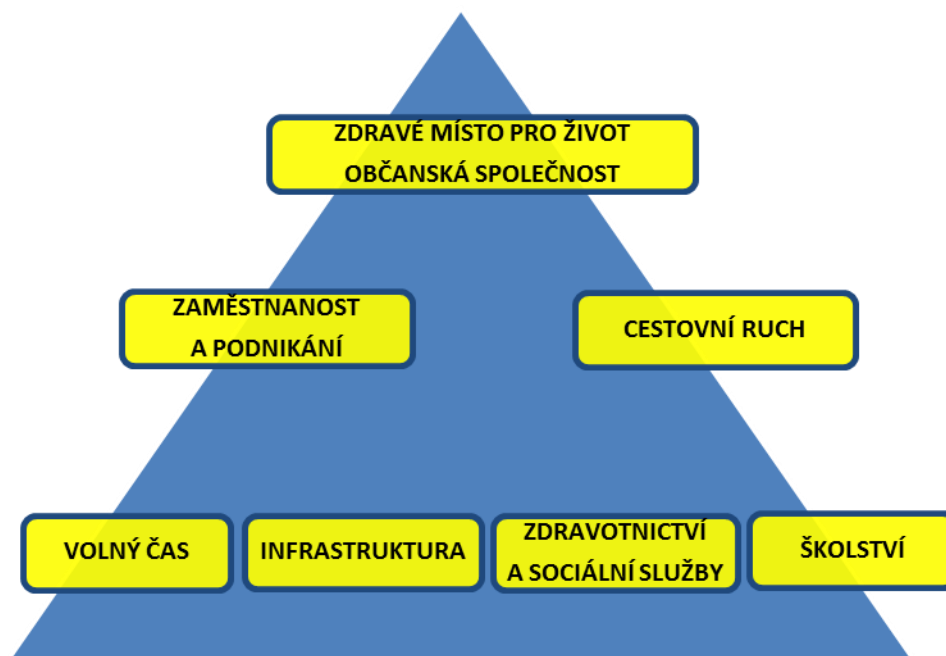 ZDRAVÉ MÍSTO PRO ŽIVOT
OBČANSKÁ SPOLEČNOST
ZAMĚSTNANOST
A PODNIKÁNÍ
CESTOVNÍ RUCH
VOLNÝ ČAS
INFRASTRUKTURA
ZDRAVOTNICTVÍ
A SOCIÁLNÍ SLUŽBY
ŠKOLSTVÍ